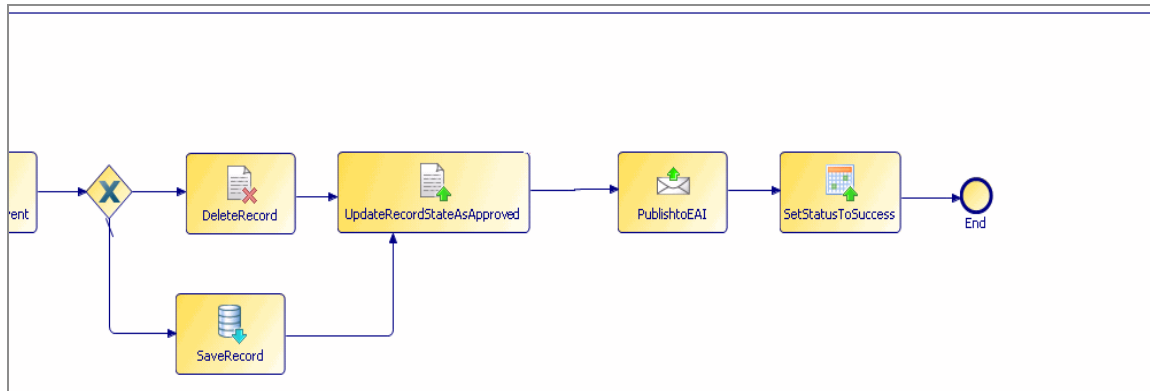 vent
DeleteRecord
UpdateRecordStateAsApproved
PublishtoEAI
SetStatusToSuccess
End
SaveRecord